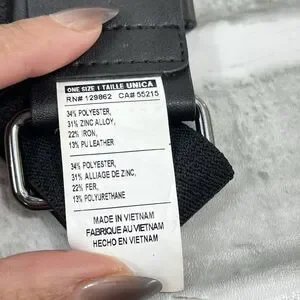 ONE SIZE 1 TAILLE UNICA
RN# 129862 CA# 55215
34% POLYESTER,
31% ZINC ALLOY,
22% IRON,
13% PU LEATHER
34% POLYESTER,
31% ALLIAGE DE ZINC,
22% FER,
13% POLYURETHANE
MADE IN VIETNAM
FABRIQUE AU VIETNAM
HECHO EN VIETNAM